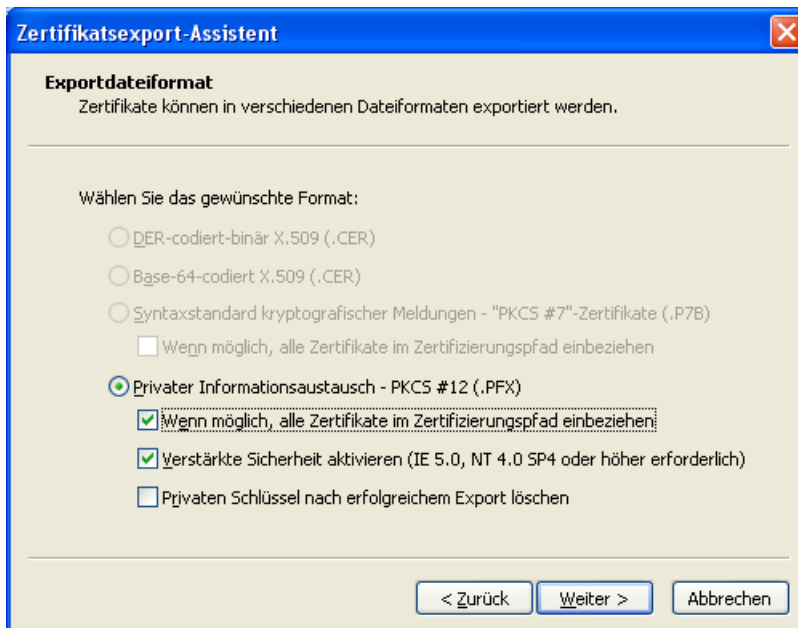 Zertifikatsexport-Assistent
Exportdateiformat
Zertifikate können in verschiedenen Dateiformaten exportiert werden.
Wählen Sie das gewünschte Format:
DER-codiert-binär X.509 (.CER)
Base-64-codiert X.509 (.CER)
Syntaxstandard kryptografischer Meldungen - "PKCS #7"-Zertifikate (.P7B)
Wenn möglich, alle Zertifikate im Zertifizierungspfad einbeziehen
Privater Informationsaustausch - PKCS #12 (.PFX)
Wenn möglich, alle Zertifikate im Zertifizierungspfad einbeziehen
Verstärkte Sicherheit aktivieren (IE 5.0, NT 4.0 SP4 oder höher erforderlich)
Privaten Schlüssel nach erfolgreichem Export löschen
< Zurück Weiter > Abbrechen